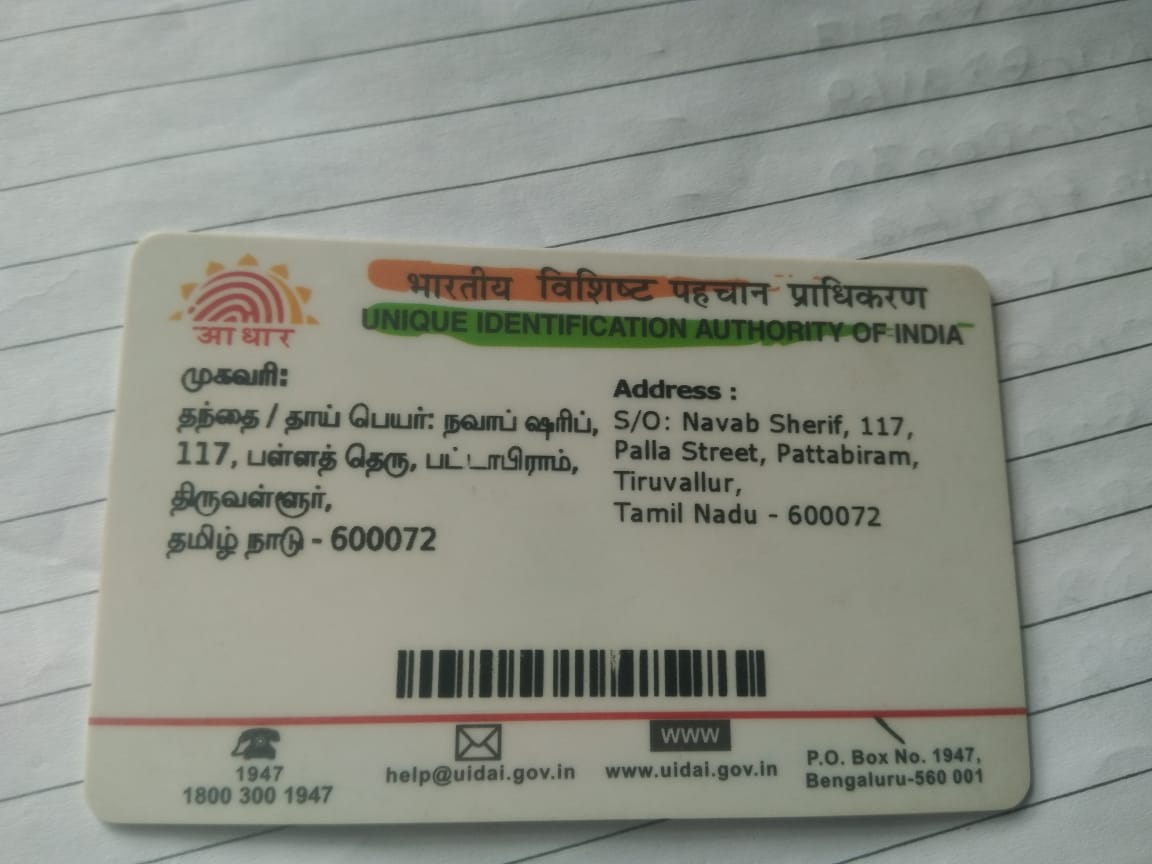 भारतीय विशिष्ट पहचान प्राधिकरण
UNIQUE IDENTIFICATION AUTHORITY OF INDIA
आधार
முகவரி:
தந்தை / தாய் பெயர்: நவாப் ஷரிப்,
117, பள்ளத் தெரு, பட்டாபிராம்,
திருவள்ளூர்,
தமிழ் நாடு - 600072
Address :
S/O: Navab Sherif, 117,
Palla Street, Pattabiram,
Tiruvallur,
Tamil Nadu - 600072
1947
1800 300 1947
help@uidai.gov.in
WWW
www.uidai.gov.in
P.O. Box No. 1947,
Bengaluru-560 001